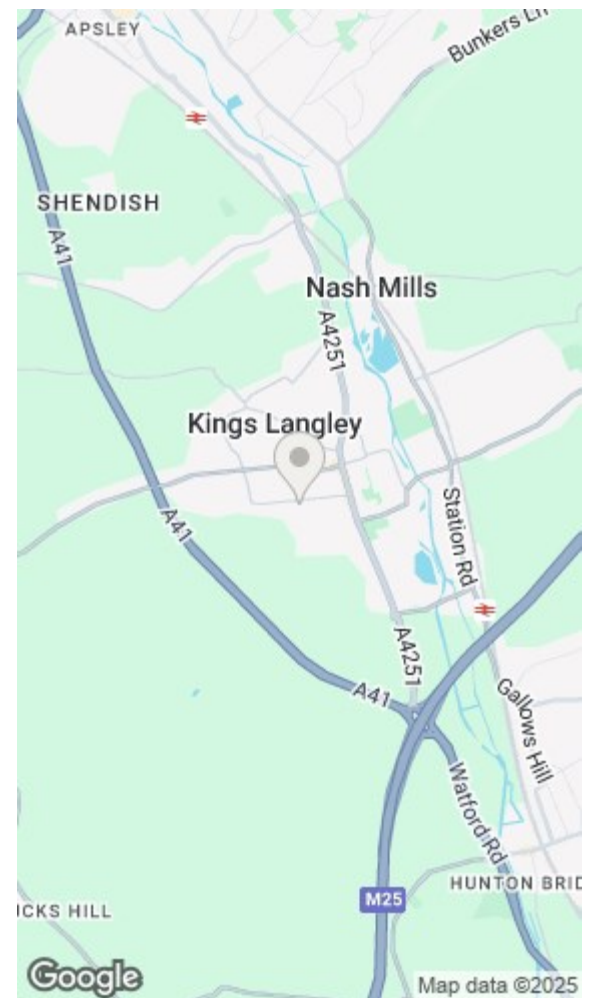 APSLEY
Bunkers Ln
SHENDISH
A41
Nash Mills
A4251
Kings Langley
A41
Station Rd
A4251
A41
Gallows Hill
Watford Rd
M25
HUNTON BRID
ICKS HILL
Google
Map data ©2025